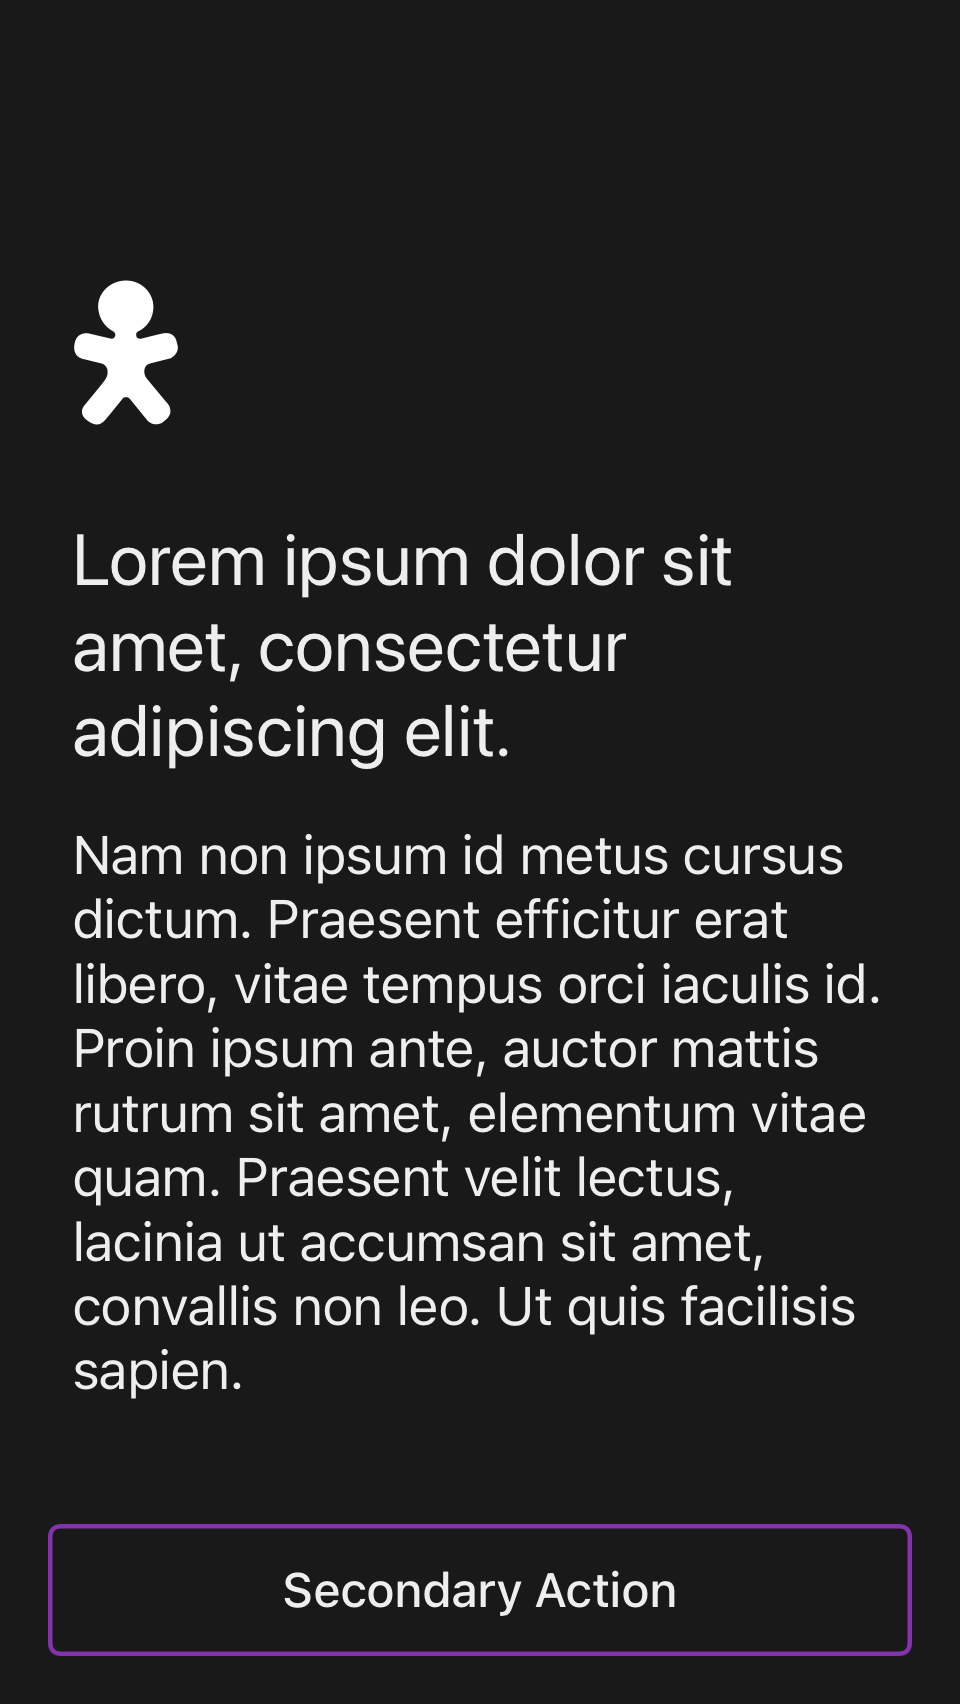 Lorem ipsum dolor sit
amet, consectetur
adipiscing elit.
Nam non ipsum id metus cursus
dictum. Praesent efficitur erat
libero, vitae tempus orci iaculis id.
Proin ipsum ante, auctor mattis
rutrum sit amet, elementum vitae
quam. Praesent velit lectus,
lacinia ut accumsan sit amet,
convallis non leo. Ut quis facilisis
sapien.
Secondary Action